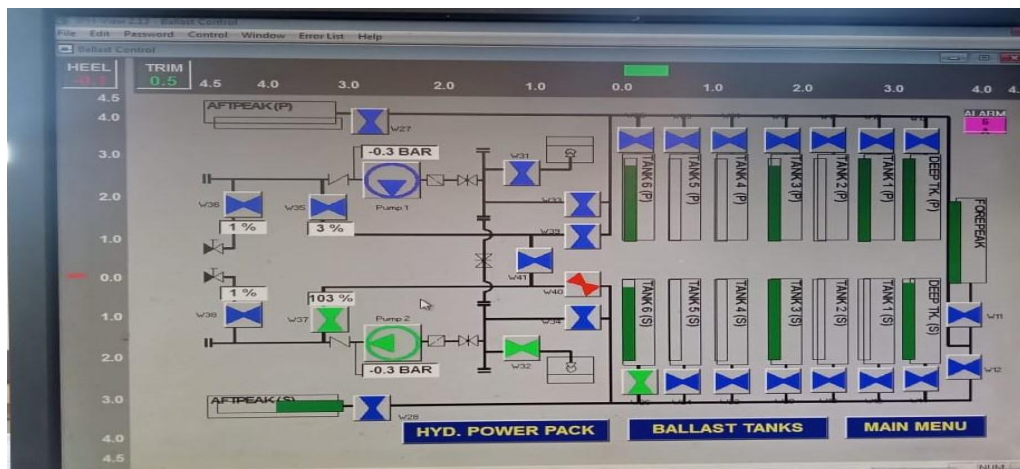 Ballast Control
File Edit Password Control Window Error List Help
Ballast Control
HEEL
-0.1
TRIM
0.5
4.5 4.0 3.0 2.0 1.0 0.0 1.0 2.0 3.0 4.0
4.5
4.0
3.0
2.0
1.0
0.0
1.0
2.0
3.0
4.0
4.5
ALARM
AFTPEAK (P)
W27
-0.3 BAR
Pump 1
W31
W36
1 %
W35
3 %
W33
W39
W41
1 %
W38
103 %
W37
Pump 2
-0.3 BAR
W40
W34
W32
AFTPEAK (S)
W28
TANK 6 (P)
TANK 5 (P)
TANK 4 (P)
TANK 3 (P)
TANK 2 (P)
TANK 1 (P)
DEEP TK. (P)
FOREPEAK
TANK 6 (S)
TANK 5 (S)
TANK 4 (S)
TANK 3 (S)
TANK 2 (S)
TANK 1 (S)
DEEP TK. (S)
W11
W12
HYD. POWER PACK
BALLAST TANKS
MAIN MENU
NUM